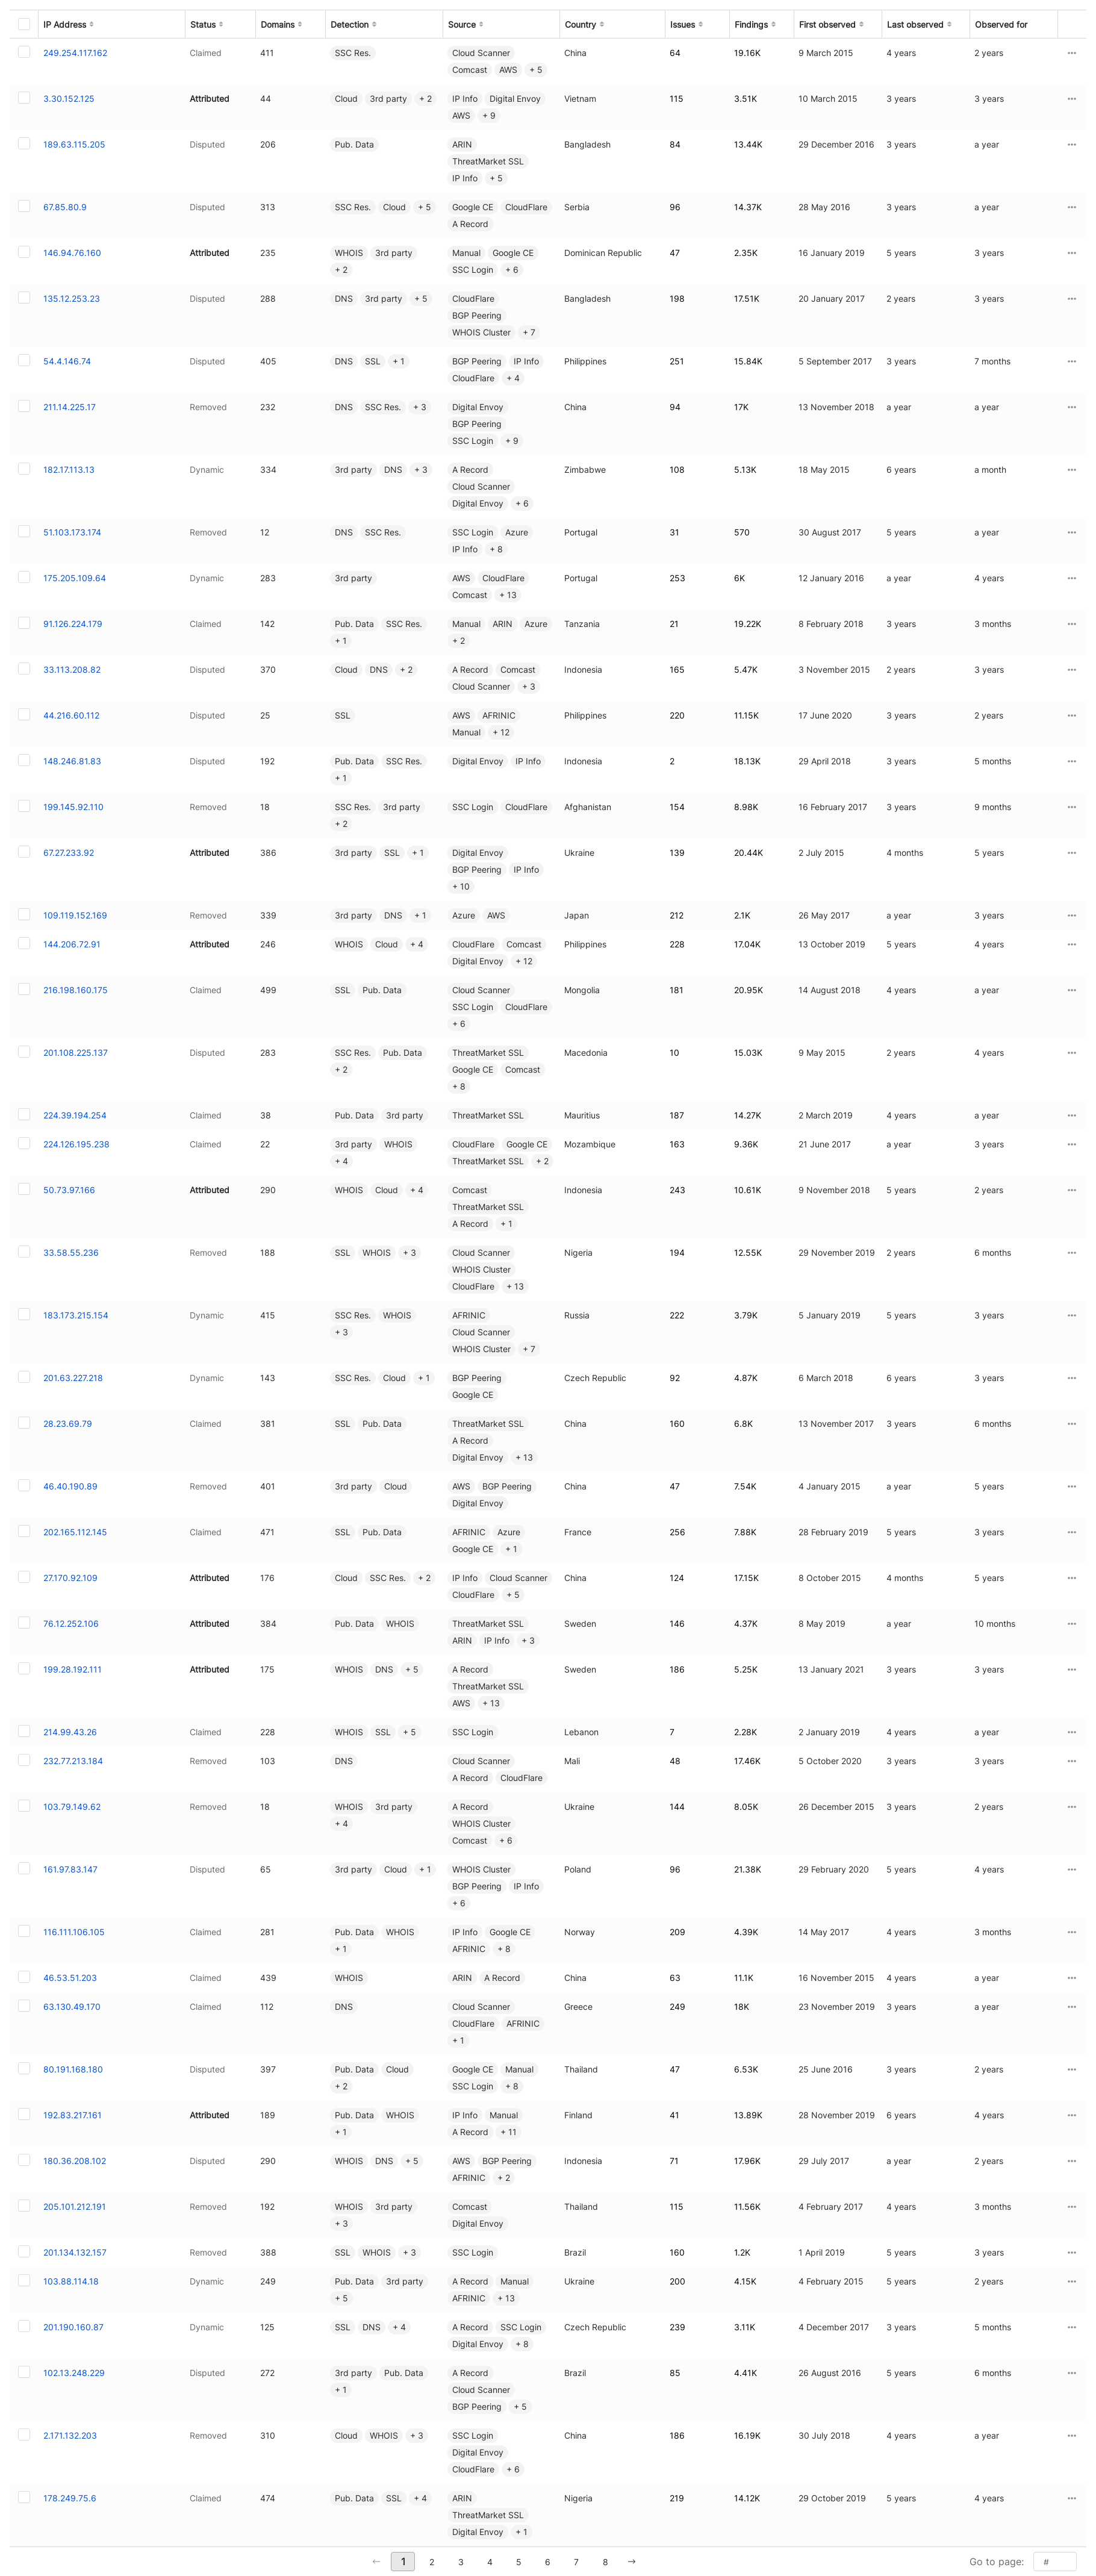 IP Address Status Domains Detection Source Country Issues Findings First observed Last observed Observed for
249.254.117.162 Claimed 411 SSC Res. Cloud Scanner China 64 19.16K 9 March 2015 4 years 2 years
Comcast AWS + 5
3.30.152.125 Attributed 44 Cloud 3rd party + 2 IP Info Digital Envoy Vietnam 115 3.51K 10 March 2015 3 years 3 years
AWS + 9
189.63.115.205 Disputed 206 Pub. Data ARIN Bangladesh 84 13.44K 29 December 2016 3 years a year
ThreatMarket SSL
IP Info + 5
67.85.80.9 Disputed 313 SSC Res. Cloud + 5 Google CE CloudFlare Serbia 96 14.37K 28 May 2016 3 years a year
A Record
146.94.76.160 Attributed 235 WHOIS 3rd party Manual Google CE Dominican Republic 47 2.35K 16 January 2019 5 years 3 years
+ 2 SSC Login + 6
135.12.253.23 Disputed 288 DNS 3rd party + 5 CloudFlare Bangladesh 198 17.51K 20 January 2017 2 years 3 years
BGP Peering
WHOIS Cluster + 7
54.4.146.74 Disputed 405 DNS SSL + 1 BGP Peering IP Info Philippines 251 15.84K 5 September 2017 3 years 7 months
CloudFlare + 4
211.14.225.17 Removed 232 DNS SSC Res. + 3 Digital Envoy China 94 17K 13 November 2018 a year a year
BGP Peering
SSC Login + 9
182.17.113.13 Dynamic 334 3rd party DNS + 3 A Record Zimbabwe 108 5.13K 18 May 2015 6 years a month
Cloud Scanner
Digital Envoy + 6
51.103.173.174 Removed 12 DNS SSC Res. SSC Login Azure Portugal 31 570 30 August 2017 5 years a year
IP Info + 8
175.205.109.64 Dynamic 283 3rd party AWS CloudFlare Portugal 253 6K 12 January 2016 a year 4 years
Comcast + 13
91.126.224.179 Claimed 142 Pub. Data SSC Res. Manual ARIN Azure Tanzania 21 19.22K 8 February 2018 3 years 3 months
+ 1 + 2
33.113.208.82 Disputed 370 Cloud DNS + 2 A Record Comcast Indonesia 165 5.47K 3 November 2015 2 years 3 years
Cloud Scanner + 3
44.216.60.112 Disputed 25 SSL AWS AFRINIC Philippines 220 11.15K 17 June 2020 3 years 2 years
Manual + 12
148.246.81.83 Disputed 192 Pub. Data SSC Res. Digital Envoy IP Info Indonesia 2 18.13K 29 April 2018 3 years 5 months
+ 1
199.145.92.110 Removed 18 SSC Res. 3rd party SSC Login CloudFlare Afghanistan 154 8.98K 16 February 2017 3 years 9 months
+ 2
67.27.233.92 Attributed 386 3rd party SSL + 1 Digital Envoy Ukraine 139 20.44K 2 July 2015 4 months 5 years
BGP Peering IP Info
+ 10
109.119.152.169 Removed 339 3rd party DNS + 1 Azure AWS Japan 212 2.1K 26 May 2017 a year 3 years
144.206.72.91 Attributed 246 WHOIS Cloud + 4 CloudFlare Comcast Philippines 228 17.04K 13 October 2019 5 years 4 years
Digital Envoy + 12
216.198.160.175 Claimed 499 SSL Pub. Data Cloud Scanner Mongolia 181 20.95K 14 August 2018 4 years a year
SSC Login CloudFlare
+ 6
201.108.225.137 Disputed 283 SSC Res. Pub. Data ThreatMarket SSL Macedonia 10 15.03K 9 May 2015 2 years 4 years
+ 2 Google CE Comcast
+ 8
224.39.194.254 Claimed 38 Pub. Data 3rd party ThreatMarket SSL Mauritius 187 14.27K 2 March 2019 4 years a year
224.126.195.238 Claimed 22 3rd party WHOIS CloudFlare Google CE Mozambique 163 9.36K 21 June 2017 a year 3 years
+ 4 ThreatMarket SSL + 2
50.73.97.166 Attributed 290 WHOIS Cloud + 4 Comcast Indonesia 243 10.61K 9 November 2018 5 years 2 years
ThreatMarket SSL
A Record + 1
33.58.55.236 Removed 188 SSL WHOIS + 3 Cloud Scanner Nigeria 194 12.55K 29 November 2019 2 years 6 months
WHOIS Cluster
CloudFlare + 13
183.173.215.154 Dynamic 415 SSC Res. WHOIS AFRINIC Russia 222 3.79K 5 January 2019 5 years 3 years
+ 3 Cloud Scanner
WHOIS Cluster + 7
201.63.227.218 Dynamic 143 SSC Res. Cloud + 1 BGP Peering Czech Republic 92 4.87K 6 March 2018 6 years 3 years
Google CE
28.23.69.79 Claimed 381 SSL Pub. Data ThreatMarket SSL China 160 6.8K 13 November 2017 3 years 6 months
A Record
Digital Envoy + 13
46.40.190.89 Removed 401 3rd party Cloud AWS BGP Peering China 47 7.54K 4 January 2015 a year 5 years
Digital Envoy
202.165.112.145 Claimed 471 SSL Pub. Data AFRINIC Azure France 256 7.88K 28 February 2019 5 years 3 years
Google CE + 1
27.170.92.109 Attributed 176 Cloud SSC Res. + 2 IP Info Cloud Scanner China 124 17.15K 8 October 2015 4 months 5 years
CloudFlare + 5
76.12.252.106 Attributed 384 Pub. Data WHOIS ThreatMarket SSL Sweden 146 4.37K 8 May 2019 a year 10 months
ARIN IP Info + 3
199.28.192.111 Attributed 175 WHOIS DNS + 5 A Record Sweden 186 5.25K 13 January 2021 3 years 3 years
ThreatMarket SSL
AWS + 13
214.99.43.26 Claimed 228 WHOIS SSL + 5 SSC Login Lebanon 7 2.28K 2 January 2019 4 years a year
232.77.213.184 Removed 103 DNS Cloud Scanner Mali 48 17.46K 5 October 2020 3 years 3 years
A Record CloudFlare
103.79.149.62 Removed 18 WHOIS 3rd party A Record Ukraine 144 8.05K 26 December 2015 3 years 2 years
+ 4 WHOIS Cluster
Comcast + 6
161.97.83.147 Disputed 65 3rd party Cloud + 1 WHOIS Cluster Poland 96 21.38K 29 February 2020 5 years 4 years
BGP Peering IP Info
+ 6
116.111.106.105 Claimed 281 Pub. Data WHOIS IP Info Google CE Norway 209 4.39K 14 May 2017 4 years 3 months
+ 1 AFRINIC + 8
46.53.51.203 Claimed 439 WHOIS ARIN A Record China 63 11.1K 16 November 2015 4 years a year
63.130.49.170 Claimed 112 DNS Cloud Scanner Greece 249 18K 23 November 2019 3 years a year
CloudFlare AFRINIC
+ 1
80.191.168.180 Disputed 397 Pub. Data Cloud Google CE Manual Thailand 47 6.53K 25 June 2016 3 years 2 years
+ 2 SSC Login + 8
192.83.217.161 Attributed 189 Pub. Data WHOIS IP Info Manual Finland 41 13.89K 28 November 2019 6 years 4 years
+ 1 A Record + 11
180.36.208.102 Disputed 290 WHOIS DNS + 5 AWS BGP Peering Indonesia 71 17.96K 29 July 2017 a year 2 years
AFRINIC + 2
205.101.212.191 Removed 192 WHOIS 3rd party Comcast Thailand 115 11.56K 4 February 2017 4 years 3 months
+ 3 Digital Envoy
201.134.132.157 Removed 388 SSL WHOIS + 3 SSC Login Brazil 160 1.2K 1 April 2019 5 years 3 years
103.88.114.18 Dynamic 249 Pub. Data 3rd party A Record Manual Ukraine 200 4.15K 4 February 2015 5 years 2 years
+ 5 AFRINIC + 13
201.190.160.87 Dynamic 125 SSL DNS + 4 A Record SSC Login Czech Republic 239 3.11K 4 December 2017 3 years 5 months
Digital Envoy + 8
102.13.248.229 Disputed 272 3rd party Pub. Data A Record Brazil 85 4.41K 26 August 2016 5 years 6 months
+ 1 Cloud Scanner
BGP Peering + 5
2.171.132.203 Removed 310 Cloud WHOIS + 3 SSC Login China 186 16.19K 30 July 2018 4 years a year
Digital Envoy
CloudFlare + 6
178.249.75.6 Claimed 474 Pub. Data SSL + 4 ARIN Nigeria 219 14.12K 29 October 2019 5 years 4 years
ThreatMarket SSL
Digital Envoy + 1
← 1 2 3 4 5 6 7 8 → Go to page: #